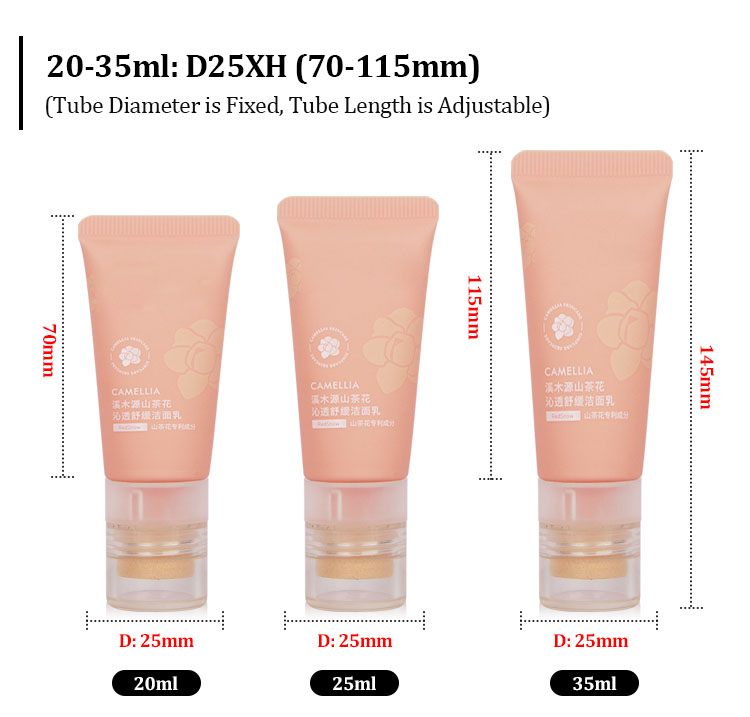 20-35ml: D25XH (70-115mm)
(Tube Diameter is Fixed, Tube Length is Adjustable)
70mm
CAMELLIA
溪木源山茶花
沁透舒缓洁面乳
山茶花专利成分
CAMELLIA
溪木源山茶花
沁透舒缓洁面乳
山茶花专利成分
115mm
CAMELLIA
溪木源山茶花
沁透舒缓洁面乳
山茶花专利成分
145mm
D: 25mm
D: 25mm
D: 25mm
20ml
25ml
35ml